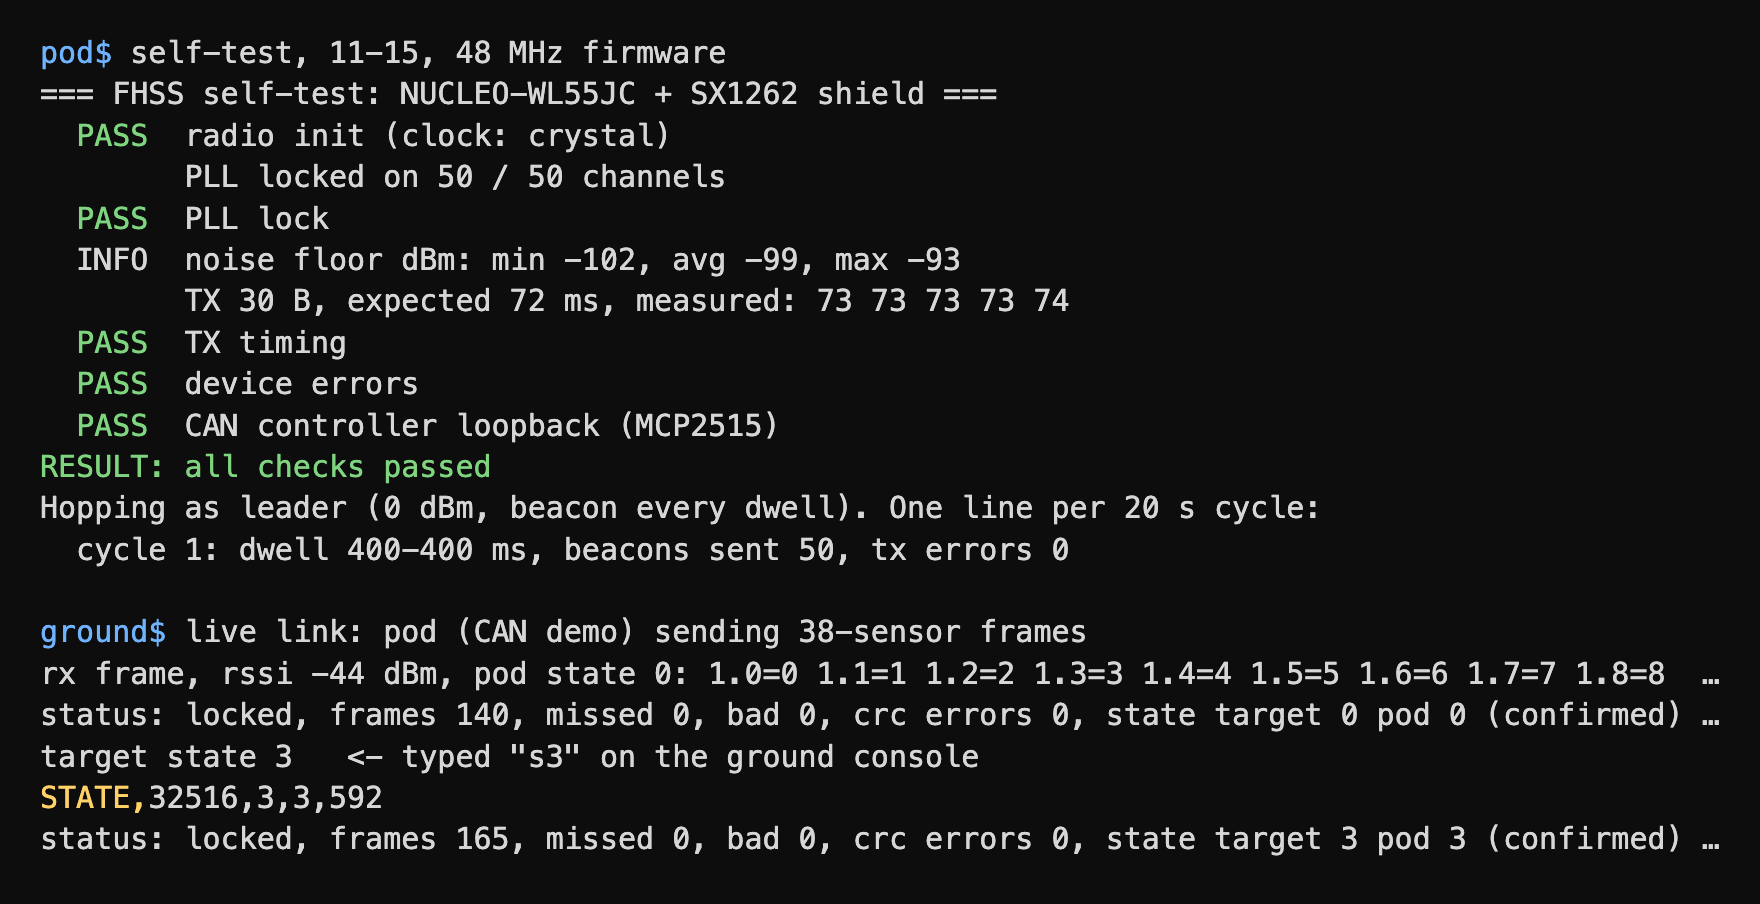 pod$ self-test, 11-15, 48 MHz firmware
=== FHSS self-test: NUCLEO-WL55JC + SX1262 shield ===
PASS  radio init (clock: crystal)
PLL locked on 50 / 50 channels
PASS  PLL lock
INFO  noise floor dBm: min -102, avg -99, max -93
TX 30 B, expected 72 ms, measured: 73 73 73 73 74
PASS  TX timing
PASS  device errors
PASS  CAN controller loopback (MCP2515)
RESULT: all checks passed
Hopping as leader (0 dBm, beacon every dwell). One line per 20 s cycle:
cycle 1: dwell 400-400 ms, beacons sent 50, tx errors 0
ground$ live link: pod (CAN demo) sending 38-sensor frames
rx frame, rssi -44 dBm, pod state 0: 1.0=0 1.1=1 1.2=2 1.3=3 1.4=4 1.5=5 1.6=6 1.7=7 1.8=8  …
status: locked, frames 140, missed 0, bad 0, crc errors 0, state target 0 pod 0 (confirmed) …
target state 3   <- typed "s3" on the ground console
STATE,32516,3,3,592
status: locked, frames 165, missed 0, bad 0, crc errors 0, state target 3 pod 3 (confirmed) …